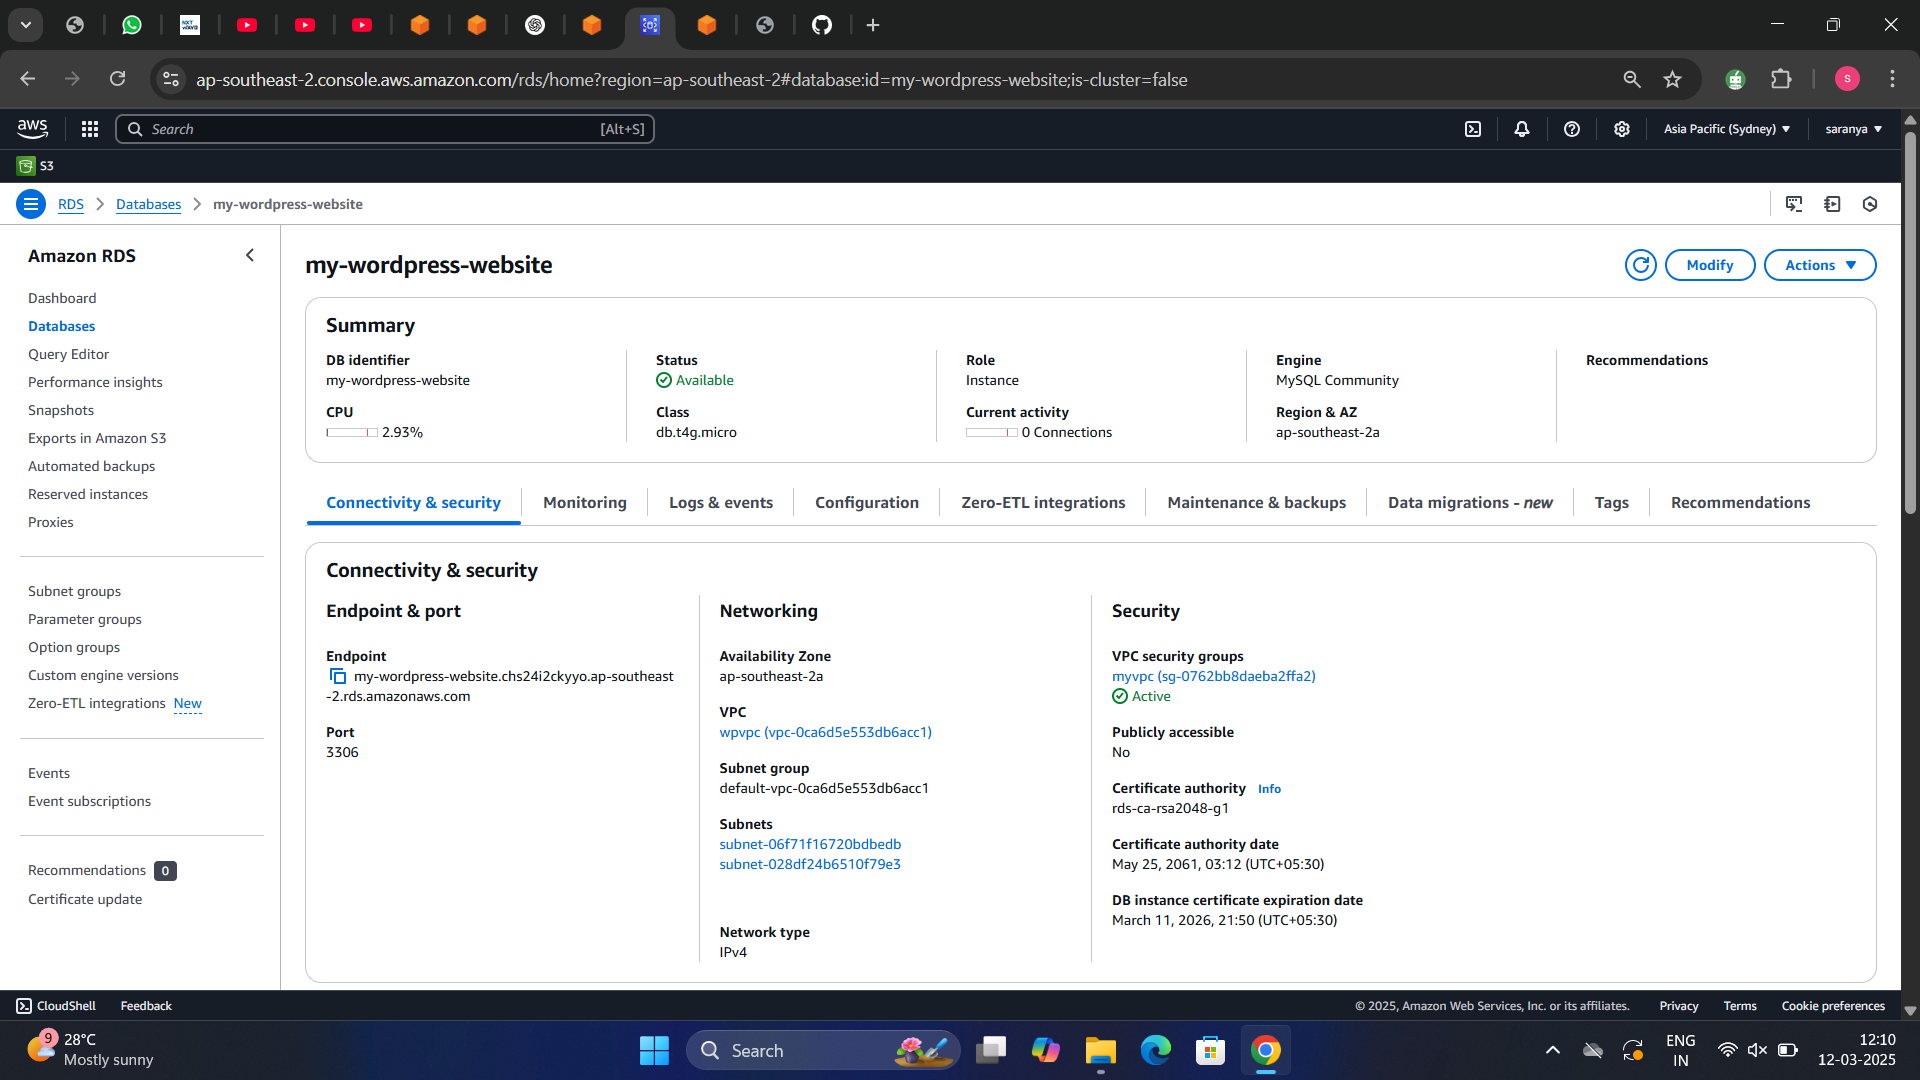 ap-southeast-2.console.aws.amazon.com/rds/home?region=ap-southeast-2#database:id=my-wordpress-website;is-cluster=false
S
aws
Search
[Alt+S]
Asia Pacific (Sydney)
saranya
S3
RDS
Databases
my-wordpress-website
Amazon RDS
Dashboard
Databases
Query Editor
Performance insights
Snapshots
Exports in Amazon S3
Automated backups
Reserved instances
Proxies
Subnet groups
Parameter groups
Option groups
Custom engine versions
Zero-ETL integrations New
Events
Event subscriptions
Recommendations 0
Certificate update
my-wordpress-website
Modify
Actions
Summary
DB identifier
my-wordpress-website
CPU
2.93%
Status
Available
Class
db.t4g.micro
Role
Instance
Current activity
0 Connections
Engine
MySQL Community
Region & AZ
ap-southeast-2a
Recommendations
Connectivity & security
Monitoring
Logs & events
Configuration
Zero-ETL integrations
Maintenance & backups
Data migrations - new
Tags
Recommendations
Connectivity & security
Endpoint & port
Endpoint
my-wordpress-website.chs24i2ckyyo.ap-southeast
-2.rds.amazonaws.com
Port
3306
Networking
Availability Zone
ap-southeast-2a
VPC
wpvpc (vpc-0ca6d5e553db6acc1)
Subnet group
default-vpc-0ca6d5e553db6acc1
Subnets
subnet-06f71f16720bdbedb
subnet-028df24b6510f79e3
Network type
IPv4
Security
VPC security groups
myvpc (sg-0762bb8daeba2ffa2)
Active
Publicly accessible
No
Certificate authority Info
rds-ca-rsa2048-g1
Certificate authority date
May 25, 2061, 03:12 (UTC+05:30)
DB instance certificate expiration date
March 11, 2026, 21:50 (UTC+05:30)
CloudShell
Feedback
© 2025, Amazon Web Services, Inc. or its affiliates.
Privacy
Terms
Cookie preferences
9
28°C
Mostly sunny
Search
ENG
IN
12:10
12-03-2025